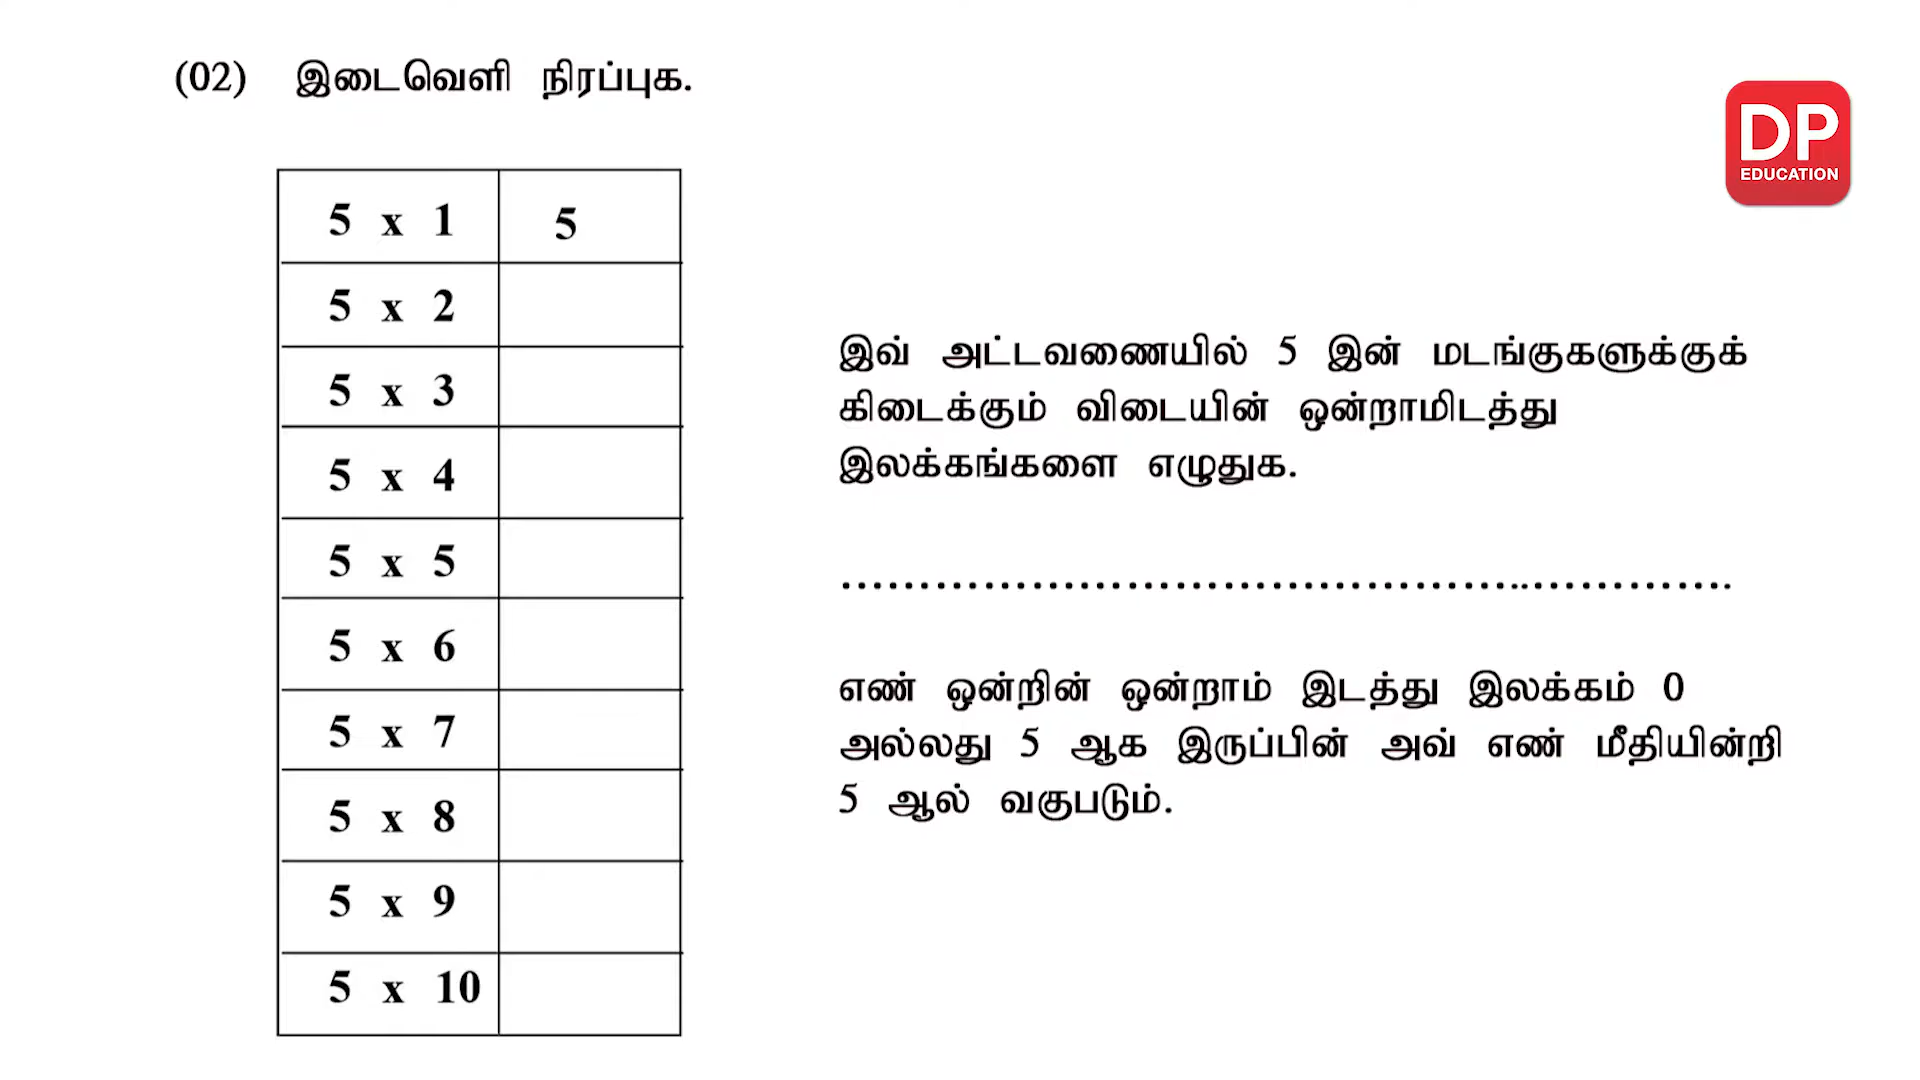 (02) இடைவெளி நிரப்புக.
DP
EDUCATION
5 x 1 5
5 x 2
5 x 3
5 x 4
5 x 5
5 x 6
5 x 7
5 x 8
5 x 9
5 x 10
இவ் அட்டவணையில் 5 இன் மடங்குகளுக்குக்
கிடைக்கும் விடையின் ஒன்றாமிடத்து
இலக்கங்களை எழுதுக.
………………………………………..………….
எண் ஒன்றின் ஒன்றாம் இடத்து இலக்கம் 0
அல்லது 5 ஆக இருப்பின் அவ் எண் மீதியின்றி
5 ஆல் வகுபடும்.